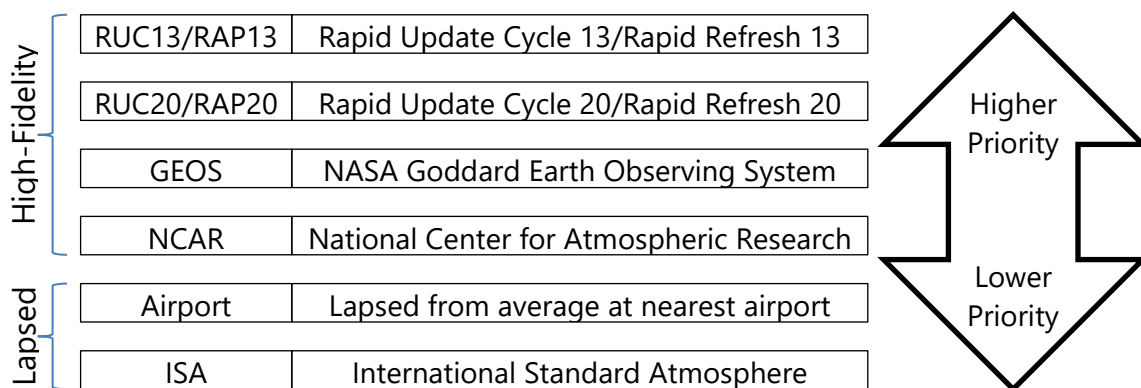 High-Fidelity
RUC13/RAP13 Rapid Update Cycle 13/Rapid Refresh 13
RUC20/RAP20 Rapid Update Cycle 20/Rapid Refresh 20
GEOS NASA Goddard Earth Observing System
NCAR National Center for Atmospheric Research
Lapsed
Airport Lapsed from average at nearest airport
ISA International Standard Atmosphere
Higher
Priority
Lower
Priority